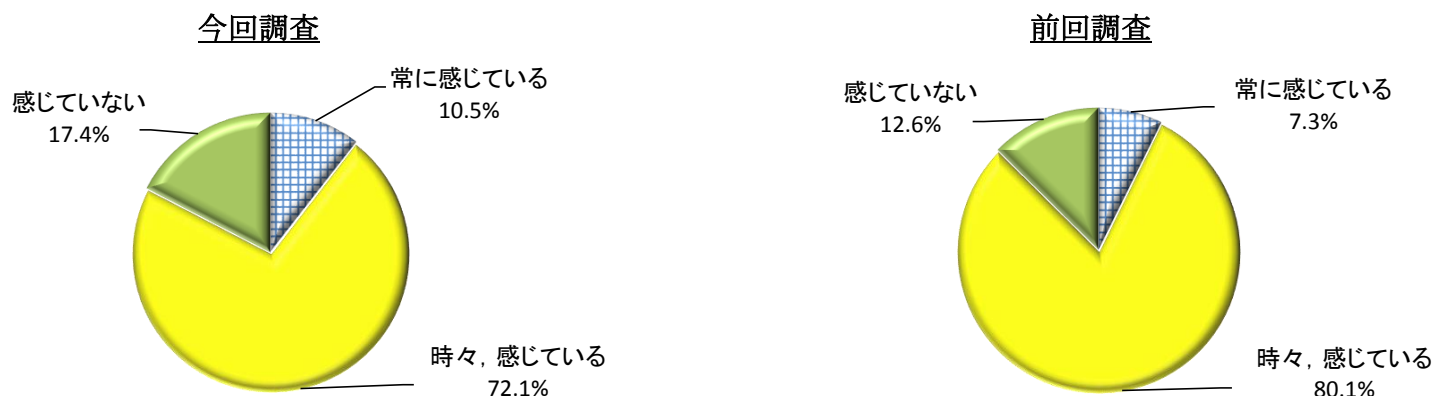 今回調査
常に感じている
10.5%
感じていない
17.4%
時々，感じている
72.1%
前回調査
常に感じている
7.3%
感じていない
12.6%
時々，感じている
80.1%